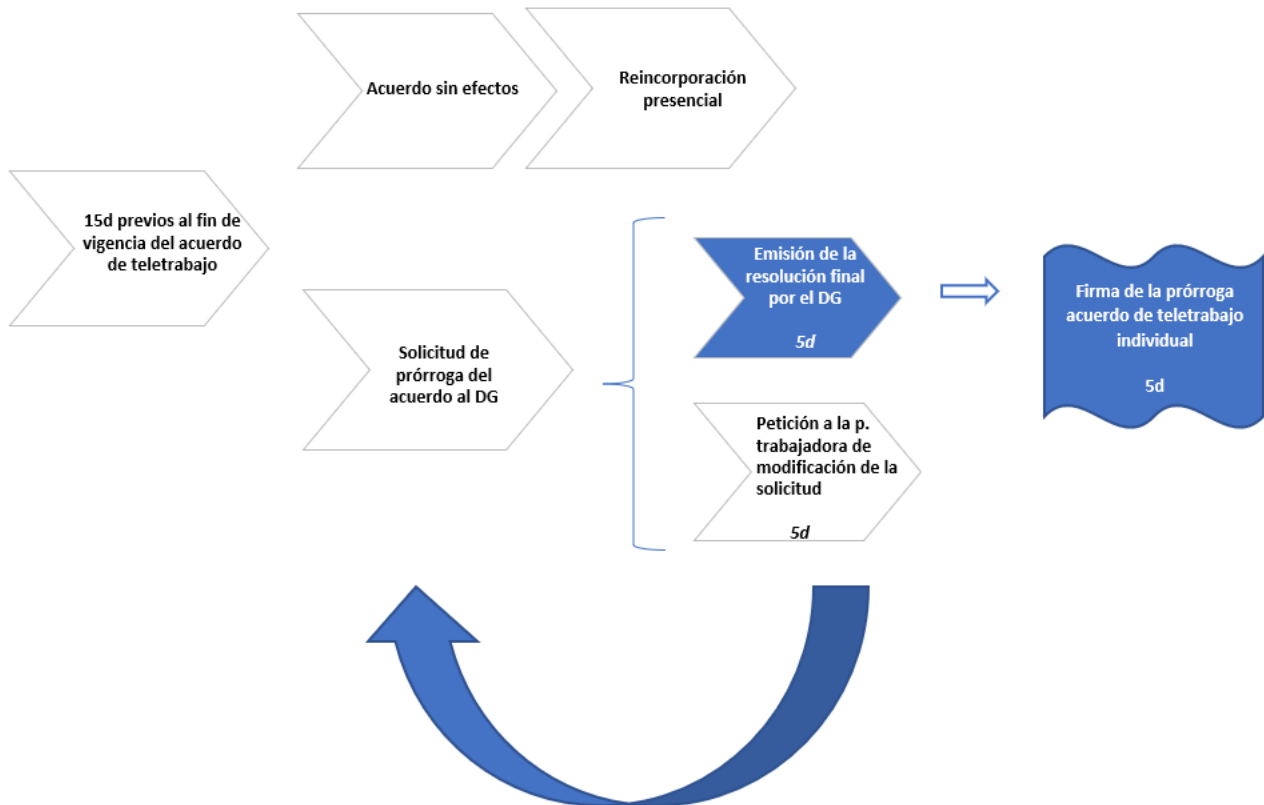 Acuerdo sin efectos
Reincorporación
presencial
15d previos al fin de
vigencia del acuerdo
de teletrabajo
Solicitud de
prórroga del
acuerdo al DG
Emisión de la
resolución final
por el DG
5d
Petición a la p.
trabajadora de
modificación de la
solicitud
5d
Firma de la prórroga
acuerdo de teletrabajo
individual
5d